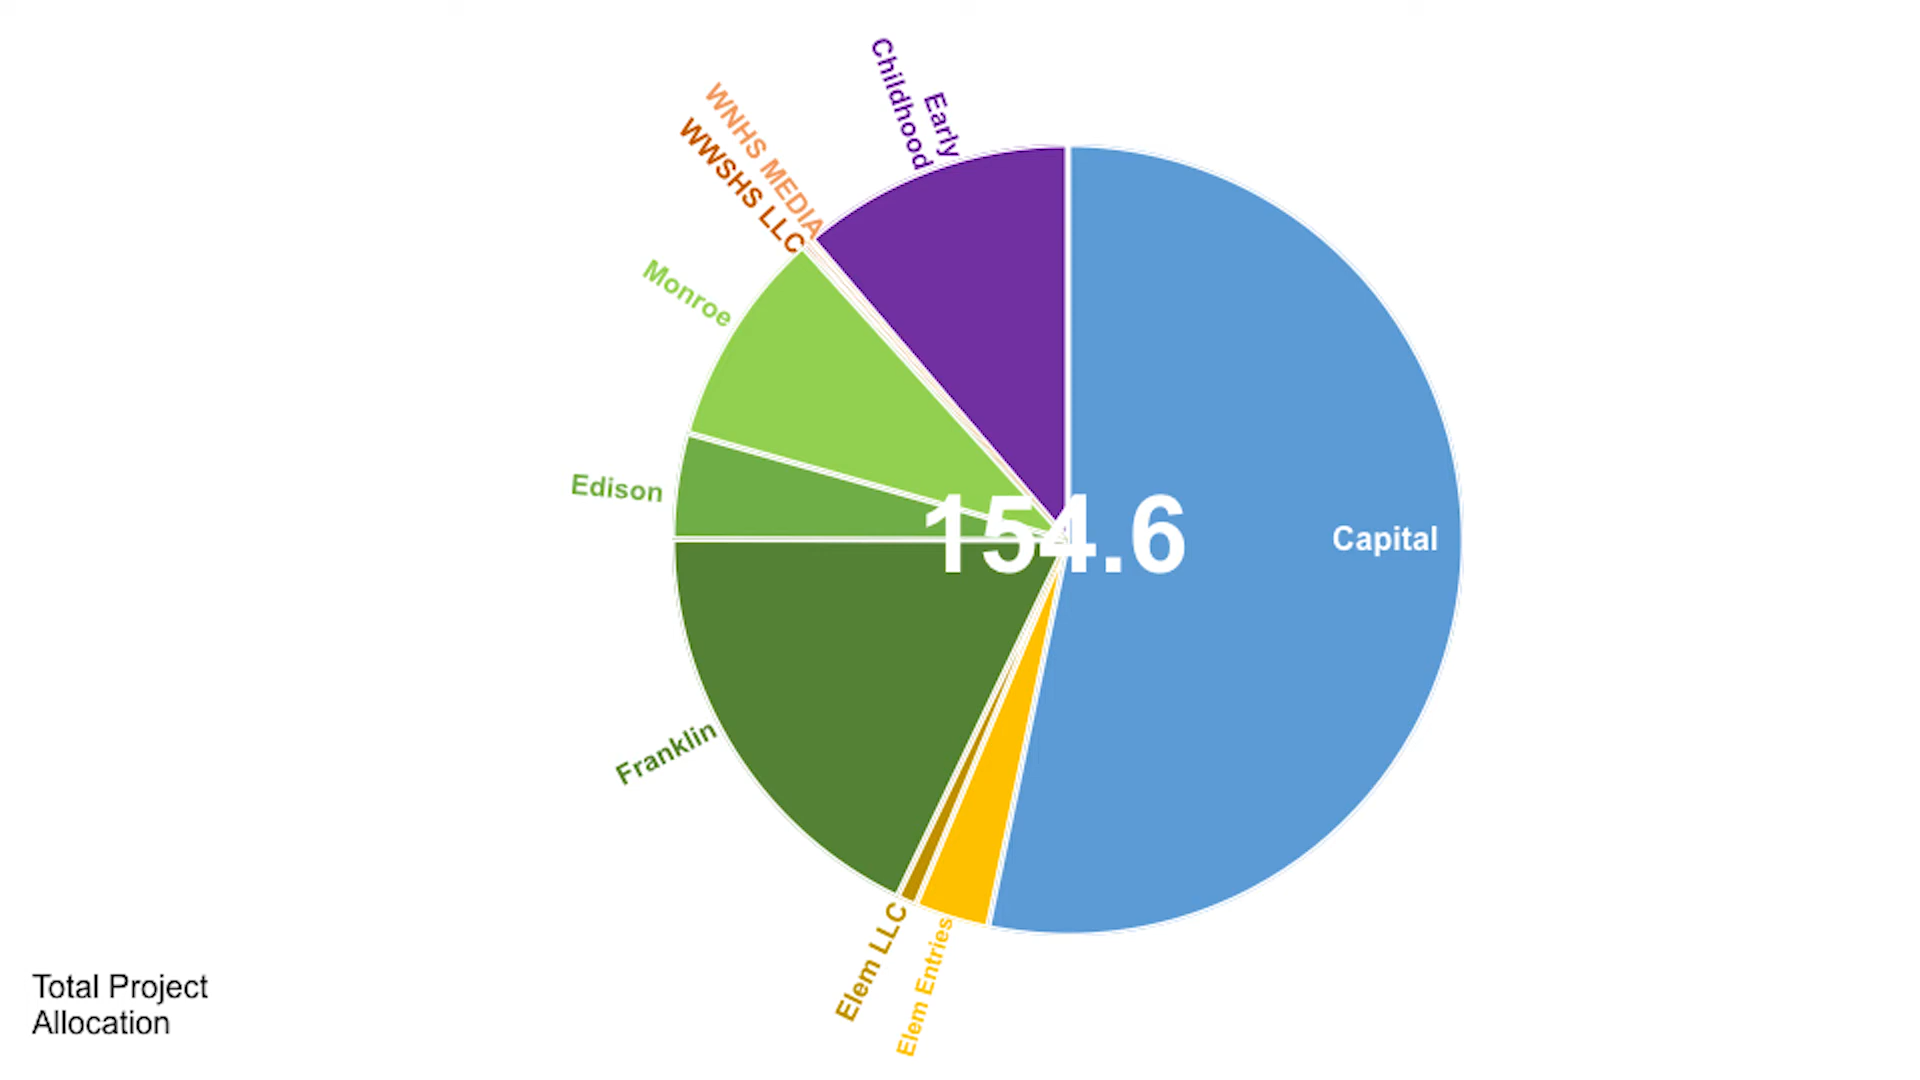 Early
Childhood
WNHS MEDIA
WWSHS LLC
Monroe
Edison
154.6
Capital
Franklin
Elem LLC
Elem Entries
Total Project
Allocation